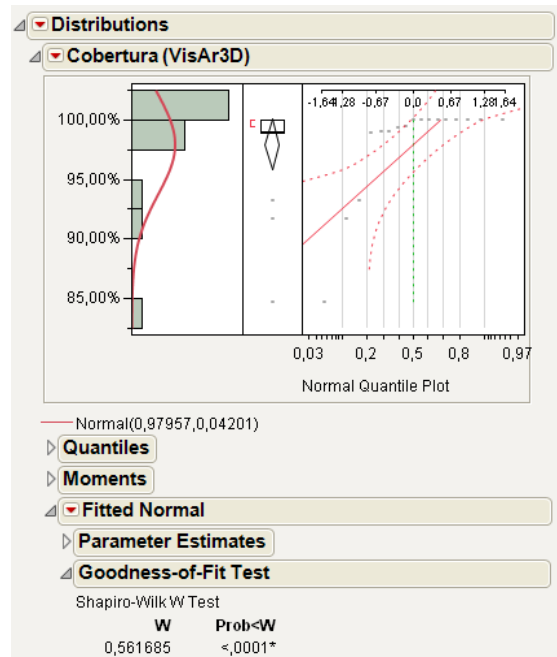 Distributions
Cobertura (VisAr3D)
-1,64 -1,28 -0,67 0,0 0,67 1,28 1,64
100,00%
95,00%
90,00%
85,00%
0,03 0,2 0,5 0,8 0,97
Normal Quantile Plot
Normal(0,97957,0,04201)
Quantiles
Moments
Fitted Normal
Parameter Estimates
Goodness-of-Fit Test
Shapiro-Wilk W Test
W Prob<W
0,561685 <,0001*